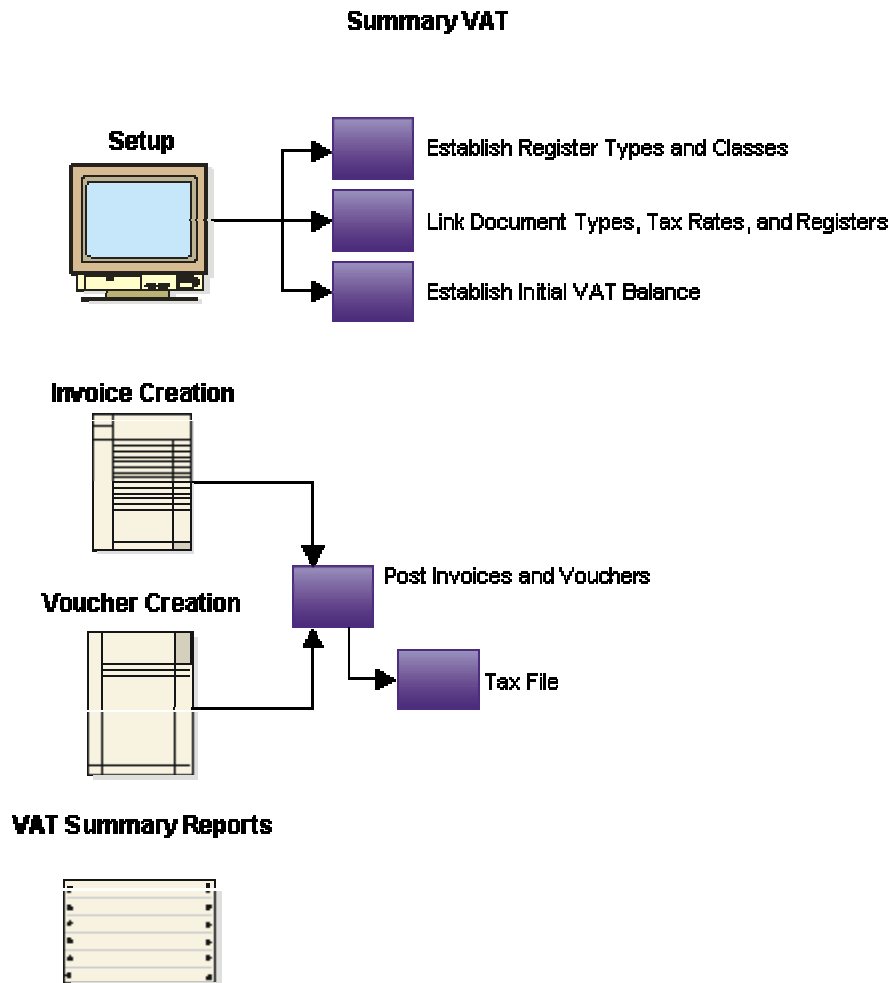 Summary VAT
Setup
Establish Register Types and Classes
Link Document Types, Tax Rates, and Registers
Establish Initial VAT Balance
Invoice Creation
Post Invoices and Vouchers
Voucher Creation
Tax File
VAT Summary Reports